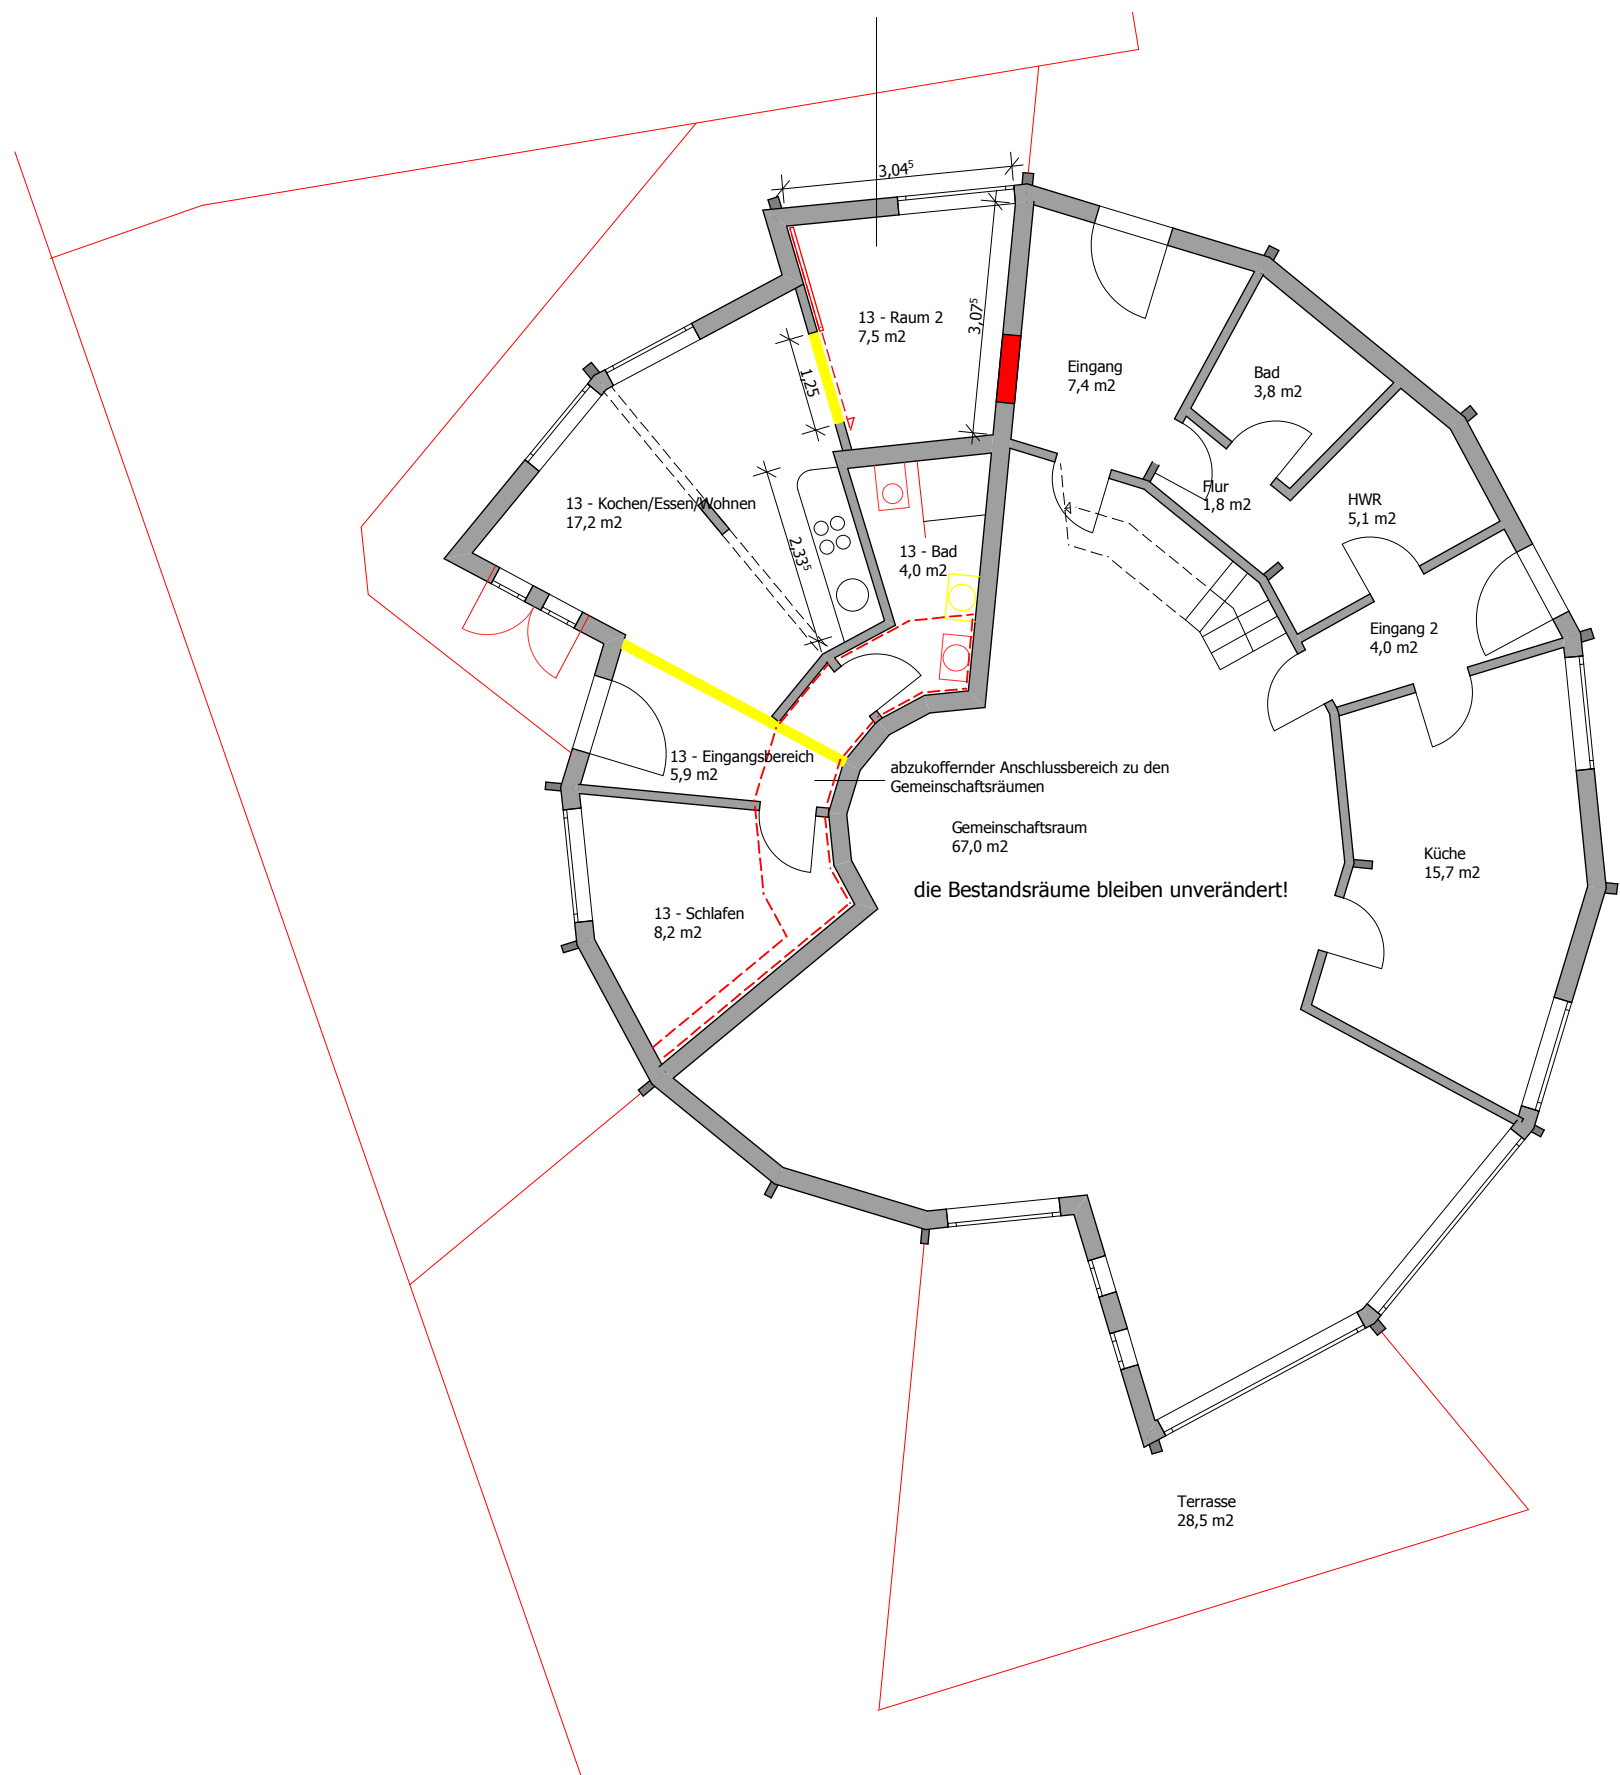 3,04⁵
13 - Raum 2
7,5 m2
3,07⁵
1,25
Eingang
7,4 m2
Bad
3,8 m2
13 - Kochen/Essen/Wohnen
17,2 m2
2,33⁵
13 - Bad
4,0 m2
Flur
1,8 m2
HWR
5,1 m2
Eingang 2
4,0 m2
13 - Eingangsbereich
5,9 m2
abzukoffernder Anschlussbereich zu den
Gemeinschaftsräumen
Gemeinschaftsraum
67,0 m2
Küche
15,7 m2
die Bestandsräume bleiben unverändert!
13 - Schlafen
8,2 m2
Terrasse
28,5 m2